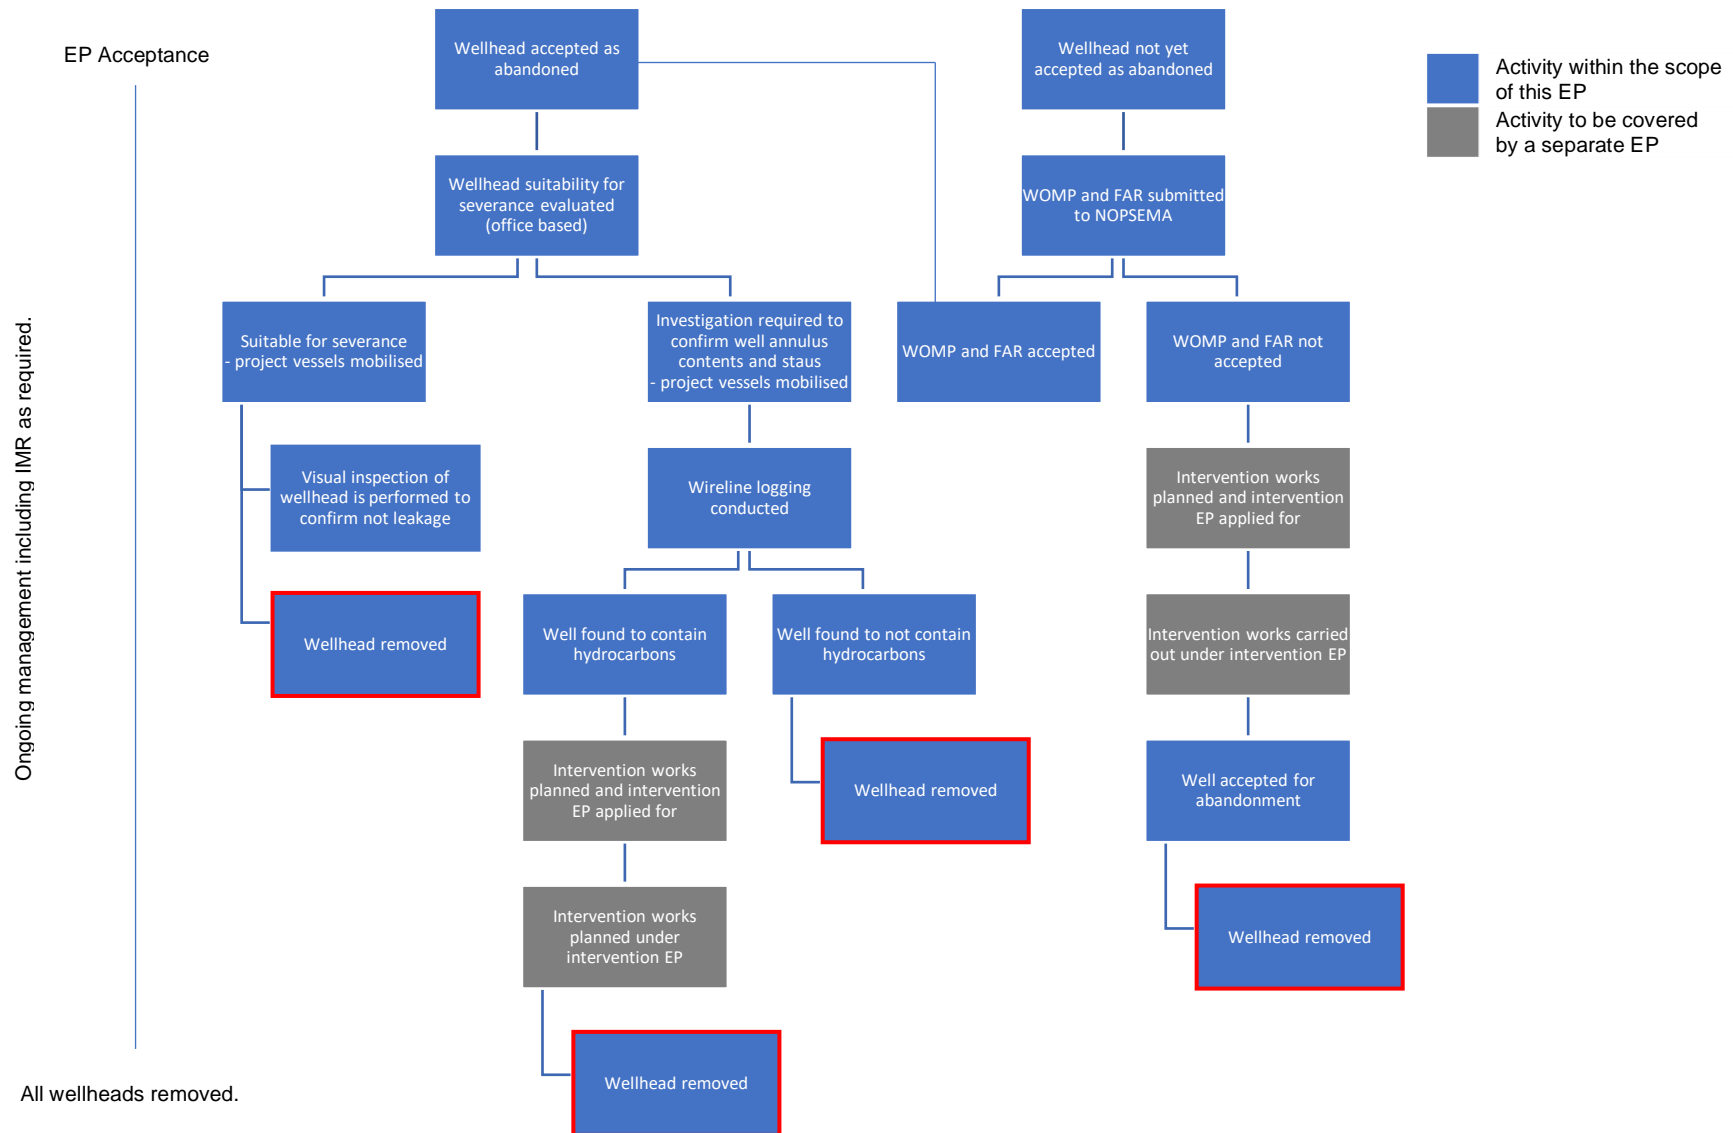 EP Acceptance
Wellhead accepted as
abandoned
Wellhead not yet
accepted as abandoned
Activity within the scope
of this EP
Activity to be covered
by a separate EP
Wellhead suitability for
severance evaluated
(office based)
WOMP and FAR submitted
to NOPSEMA
Suitable for severance
- project vessels mobilised
Investigation required to
confirm well annulus
contents and staus
- project vessels mobilised
WOMP and FAR accepted
WOMP and FAR not
accepted
Ongoing management including IMR as required.
Visual inspection of
wellhead is performed to
confirm not leakage
Wireline logging
conducted
Intervention works
planned and intervention
EP applied for
Wellhead removed
Well found to contain
hydrocarbons
Well found to not contain
hydrocarbons
Intervention works carried
out under intervention EP
Intervention works
planned and intervention
EP applied for
Wellhead removed
Well accepted for
abandonment
Intervention works
planned under
intervention EP
Wellhead removed
Wellhead removed
All wellheads removed.